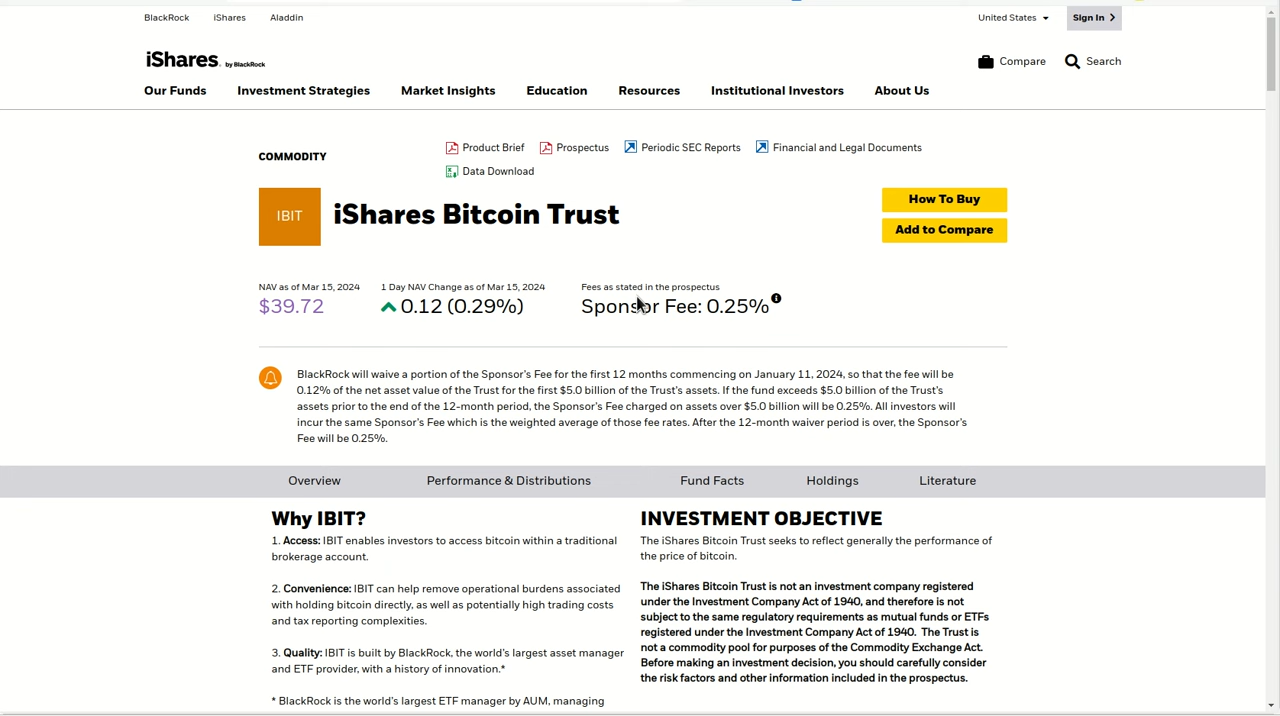 BlackRock iShares Aladdin United States Sign In
iShares. by BlackRock Compare Search
Our Funds Investment Strategies Market Insights Education Resources Institutional Investors About Us
COMMODITY
Product Brief Prospectus Periodic SEC Reports Financial and Legal Documents
Data Download
IBIT
iShares Bitcoin Trust
How To Buy
Add to Compare
NAV as of Mar 15, 2024 1 Day NAV Change as of Mar 15, 2024 Fees as stated in the prospectus
$39.72 0.12 (0.29%) Sponsor Fee: 0.25%
BlackRock will waive a portion of the Sponsor's Fee for the first 12 months commencing on January 11, 2024, so that the fee will be
0.12% of the net asset value of the Trust for the first $5.0 billion of the Trust's assets. If the fund exceeds $5.0 billion of the Trust's
assets prior to the end of the 12-month period, the Sponsor's Fee charged on assets over $5.0 billion will be 0.25%. All investors will
incur the same Sponsor's Fee which is the weighted average of those fee rates. After the 12-month waiver period is over, the Sponsor's
Fee will be 0.25%.
Overview Performance & Distributions Fund Facts Holdings Literature
Why IBIT?
1. Access: IBIT enables investors to access bitcoin within a traditional
brokerage account.
2. Convenience: IBIT can help remove operational burdens associated
with holding bitcoin directly, as well as potentially high trading costs
and tax reporting complexities.
3. Quality: IBIT is built by BlackRock, the world's largest asset manager
and ETF provider, with a history of innovation.*
* BlackRock is the world's largest ETF manager by AUM, managing
INVESTMENT OBJECTIVE
The iShares Bitcoin Trust seeks to reflect generally the performance of
the price of bitcoin.
The iShares Bitcoin Trust is not an investment company registered
under the Investment Company Act of 1940, and therefore is not
subject to the same regulatory requirements as mutual funds or ETFs
registered under the Investment Company Act of 1940. The Trust is
not a commodity pool for purposes of the Commodity Exchange Act.
Before making an investment decision, you should carefully consider
the risk factors and other information included in the prospectus.